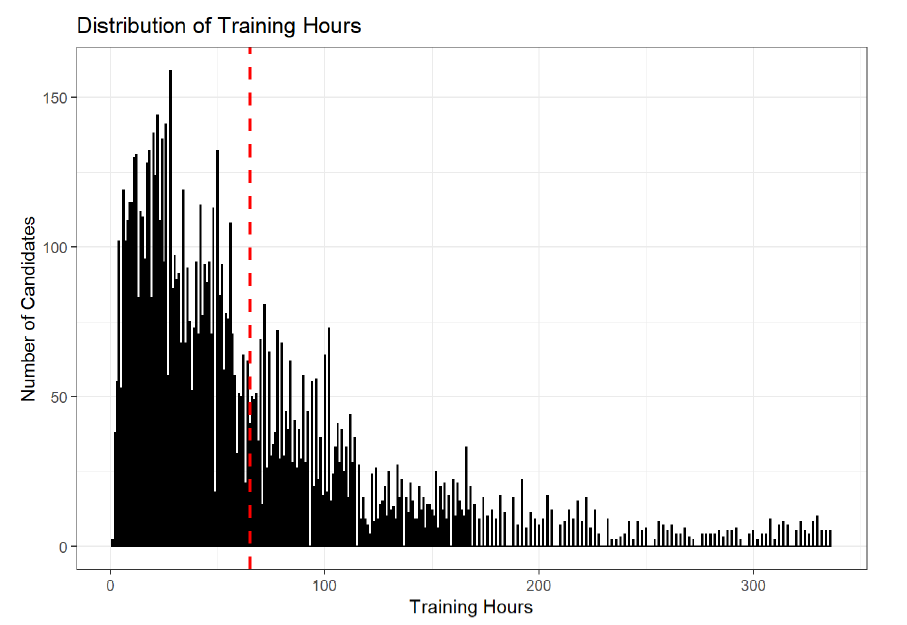 Distribution of Training Hours
150
100
50
0
Number of Candidates
0 100 200 300
Training Hours